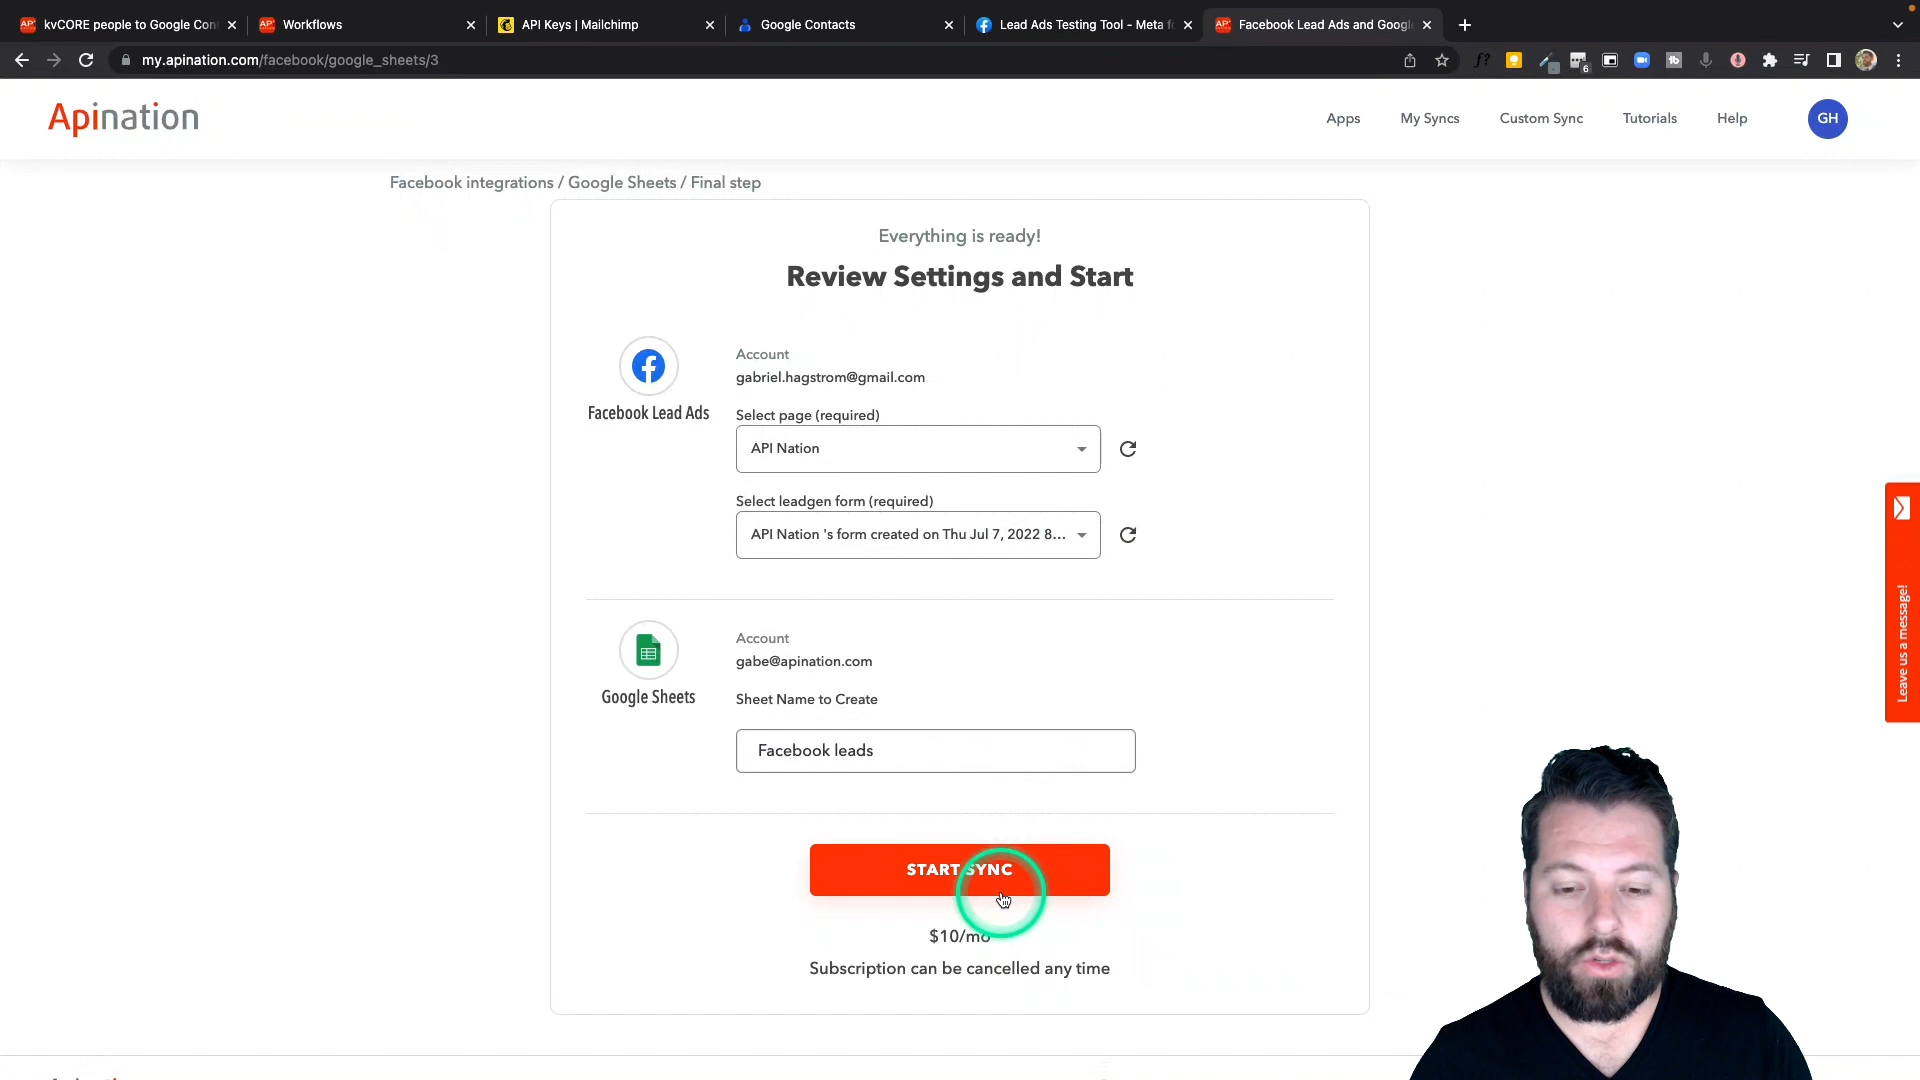 kvCORE people to Google Con
Workflows
API Keys | Mailchimp
Google Contacts
Lead Ads Testing Tool - Meta fo
Facebook Lead Ads and Google
my.apination.com/facebook/google_sheets/3
6
Apination
Apps
My Syncs
Custom Sync
Tutorials
Help
GH
Facebook integrations / Google Sheets / Final step
Everything is ready!
Review Settings and Start
Facebook Lead Ads
Account
gabriel.hagstrom@gmail.com
Select page (required)
API Nation
Select leadgen form (required)
API Nation 's form created on Thu Jul 7, 2022 8...
Google Sheets
Account
gabe@apination.com
Sheet Name to Create
Facebook leads
START SYNC
$10/mo
Subscription can be cancelled any time
Leave us a message!